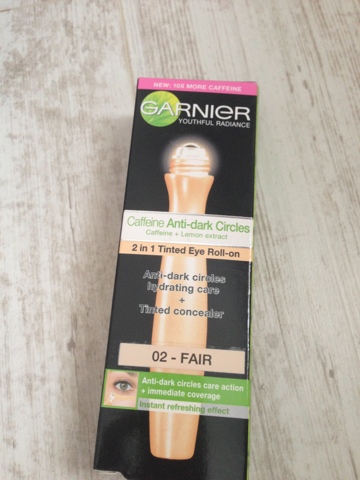 NEW: 16X MORE CAFFEINE
GARNIER
YOUTHFUL RADIANCE
Caffeine Anti-dark Circles
Caffeine + Lemon extract
2 in 1 Tinted Eye Roll-on
Anti-dark circles
hydrating care
+
Tinted concealer
02 - FAIR
Anti-dark circles care action
+ immediate coverage
Instant refreshing effect